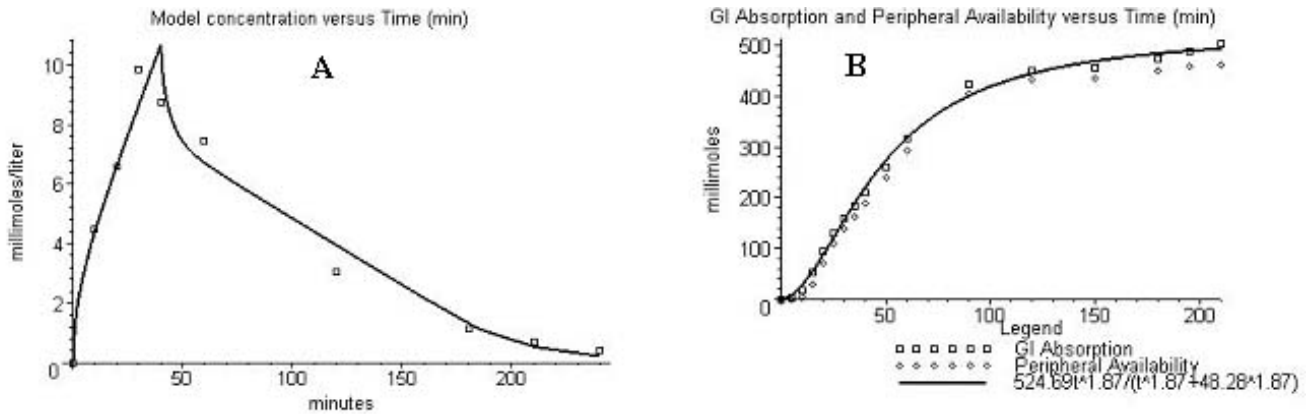 Model concentration versus Time (min)
A
10
8
6
4
2
0
millimoles/liter
50
100
150
200
minutes
GI Absorption and Peripheral Availability versus Time (min)
B
500
400
300
200
100
0
millimoles
50
100
150
200
Legend
GI Absorption
Peripheral Availability
524.69t^1.87/(t^1.87+48.28^1.87)